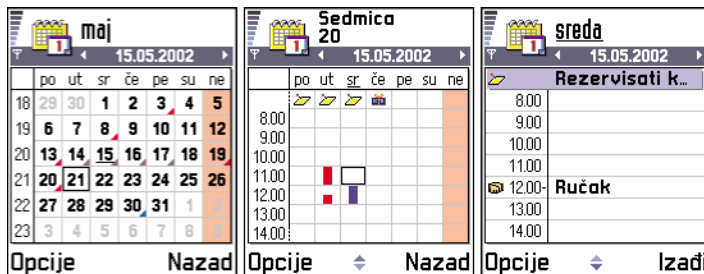 maj
15.05.2002
po ut sr če pe su ne
18 29 30 1 2 3 4 5
19 6 7 8 9 10 11 12
20 13 14 15 16 17 18 19
21 20 21 22 23 24 25 26
22 27 28 29 30 31 1 2
23 3 4 5 6 7 8 9
Opcije Nazad
Sedmica
20
15.05.2002
po ut sr če pe su ne
8.00
9.00
10.00
11.00
12.00
13.00
14.00
Opcije Nazad
sreda
15.05.2002
Rezervisati k...
8.00
9.00
10.00
11.00
12.00- Ručak
13.00
14.00
Opcije Izađi